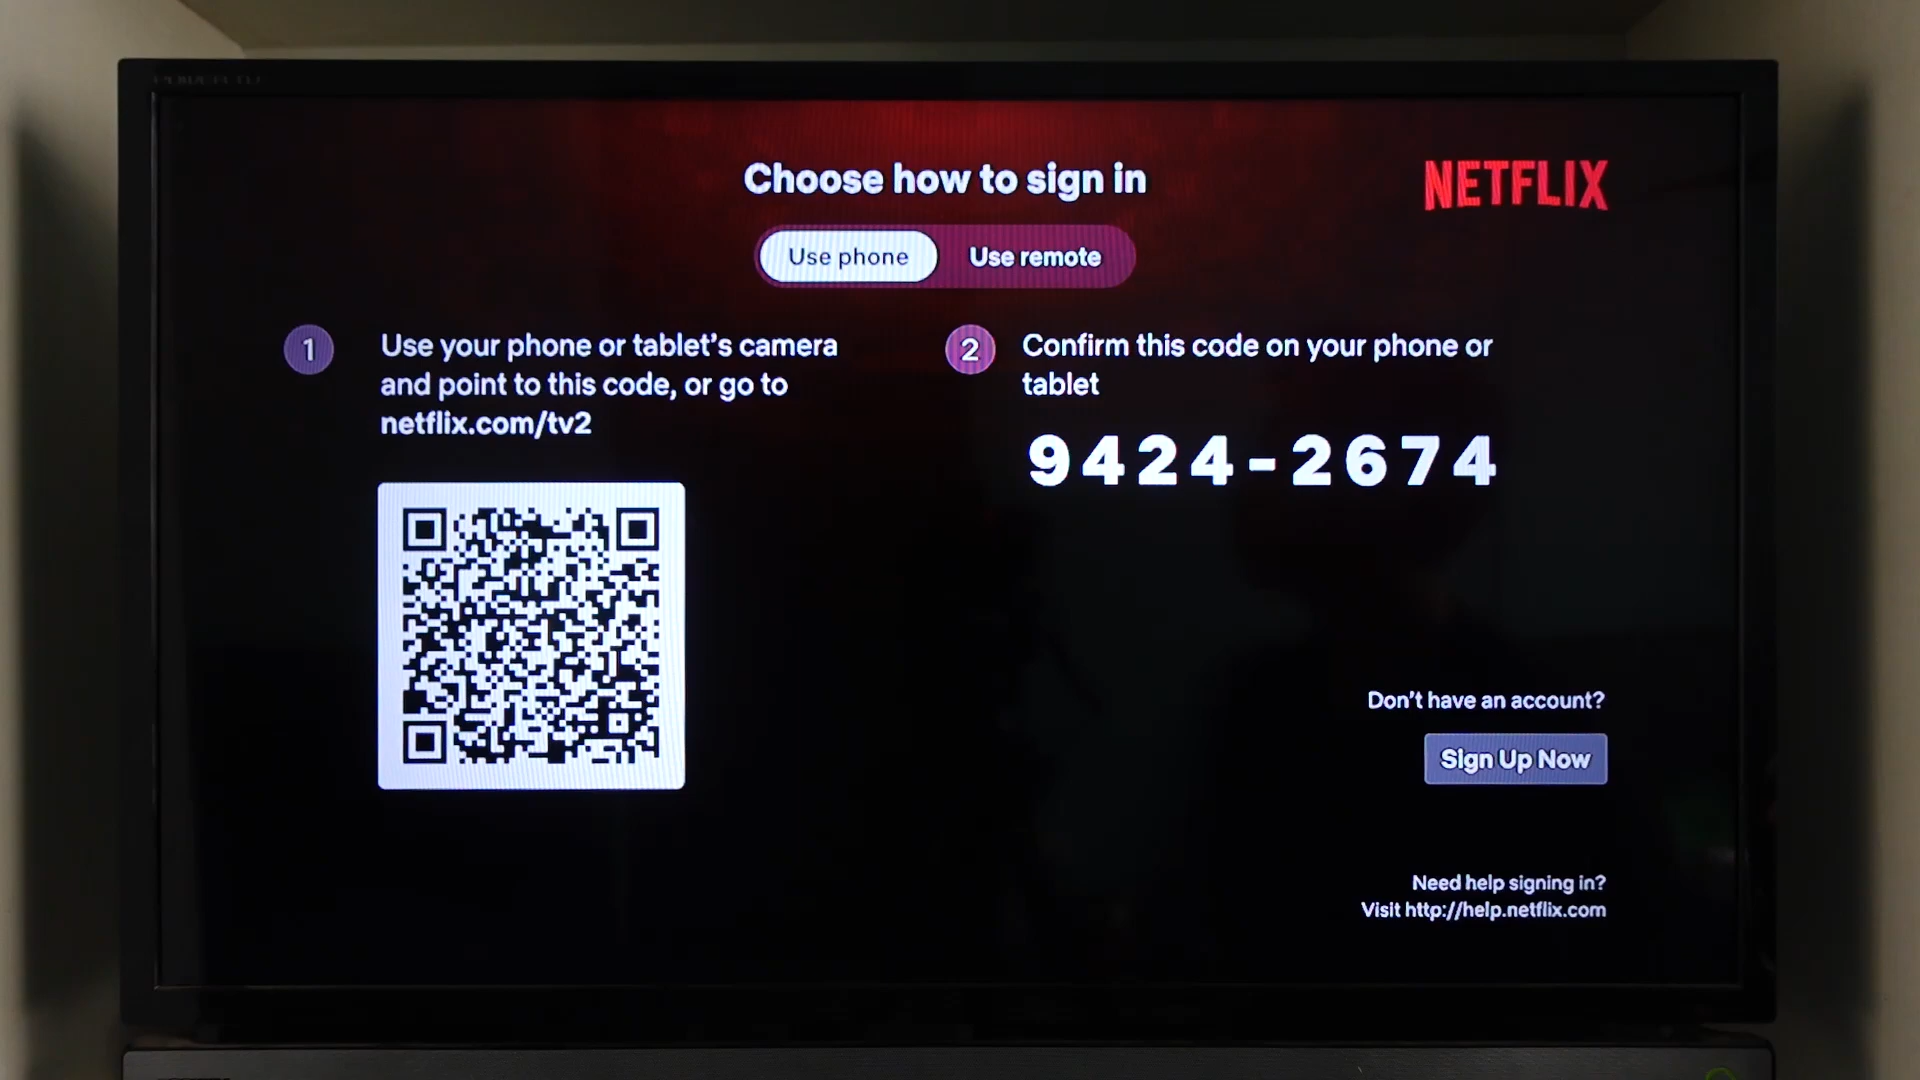 Choose how to sign in
NETFLIX
Use phone
Use remote
1
Use your phone or tablet's camera
and point to this code, or go to
netflix.com/tv2
2
Confirm this code on your phone or
tablet
9424-2674
Don't have an account?
Sign Up Now
Need help signing in?
Visit http://help.netflix.com